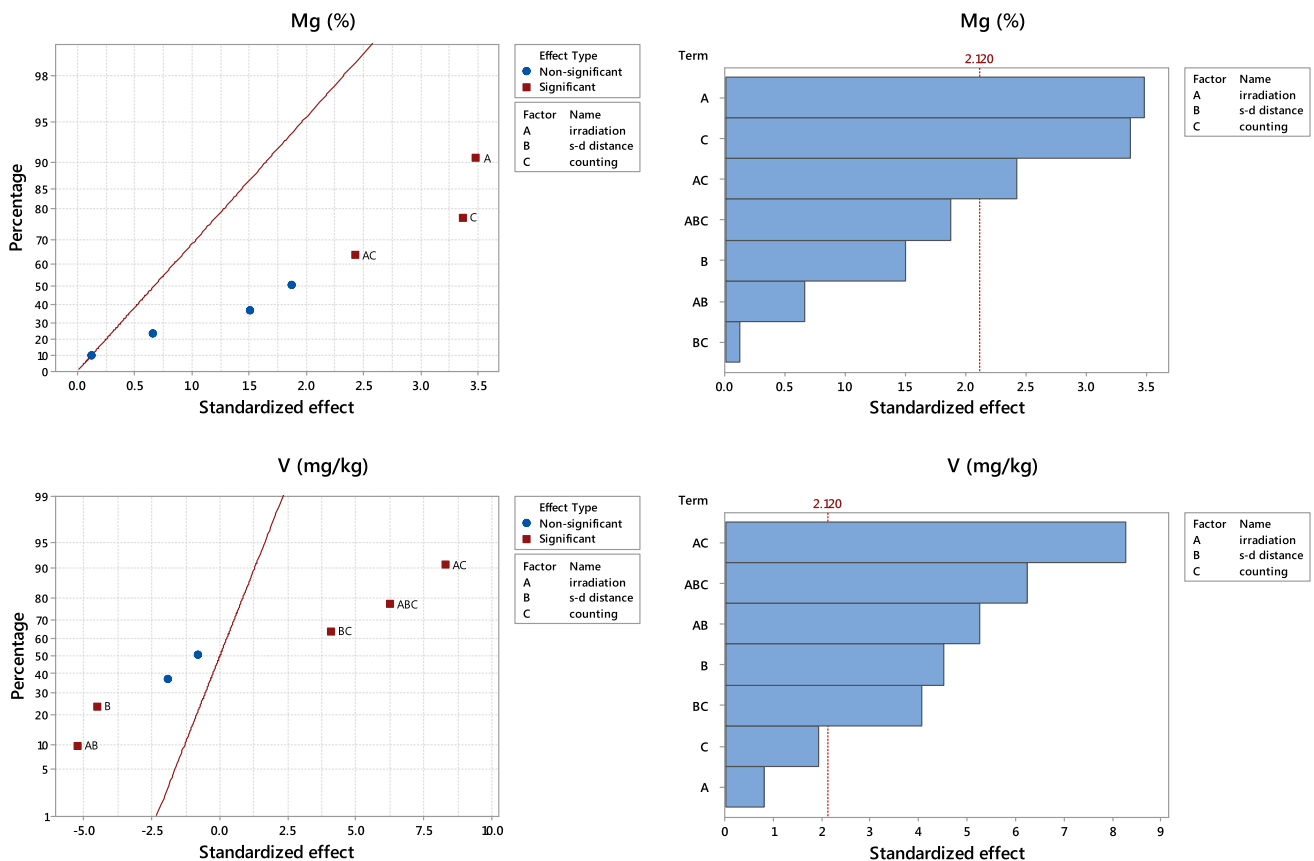 Mg (%)
98
95
90
85
80
70
60
50
40
30
20
10
0
Percentage
A
C
AC
0.0 0.5 10 1.5 2.0 2.5 3.0 3.5
Standardized effect
Effect Type
Non-significant
Significant
Factor Name
A irradiation
B s-d distance
C counting
Mg (%)
Term
2.120
A
C
AC
ABC
B
AB
BC
0.0 0.5 10 15 2.0 2.5 3.0 3.5
Standardized effect
Factor Name
A irradiation
B s-d distance
C counting
V (mg/kg)
99
95
90
80
70
60
50
40
30
20
10
5
1
Percentage
AC
ABC
BC
B
AB
-5.0 -2.5 0.0 2.5 5.0 7.5 10.0
Standardized effect
Effect Type
Non-significant
Significant
Factor Name
A irradiation
B s-d distance
C counting
V (mg/kg)
Term
2.120
AC
ABC
AB
B
BC
C
A
0 1 2 3 4 5 6 7 8 9
Standardized effect
Factor Name
A irradiation
B s-d distance
C counting